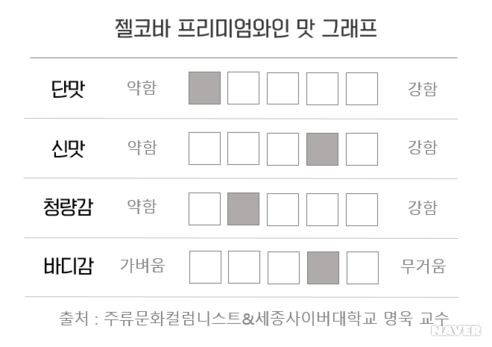 젤코바 프리미엄와인 맛 그래프
단맛 약함 강함
신맛 약함 강함
청량감 약함 강함
바디감 가벼움 무거움
출처 : 주류문화컬럼니스트&세종사이버대학교 명욱 교수
NAVER